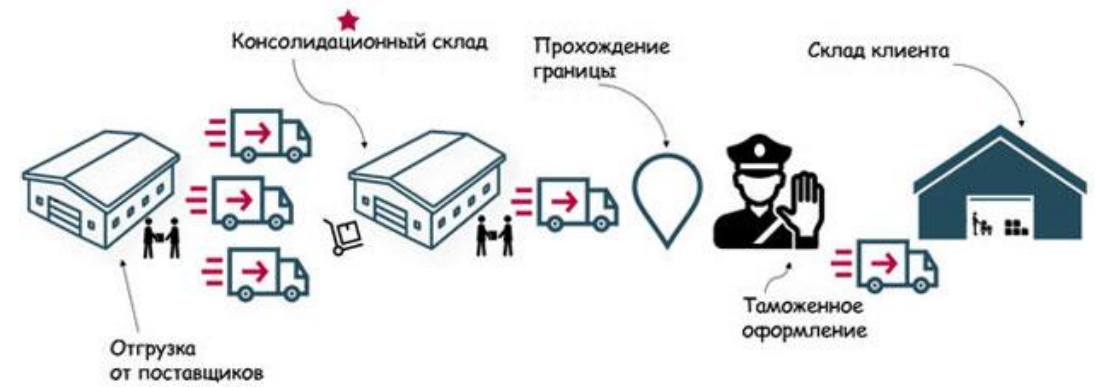 Консолидационный склад
Прохождение
границы
Склад клиента
Таможенное
оформление
Отгрузка
от поставщиков